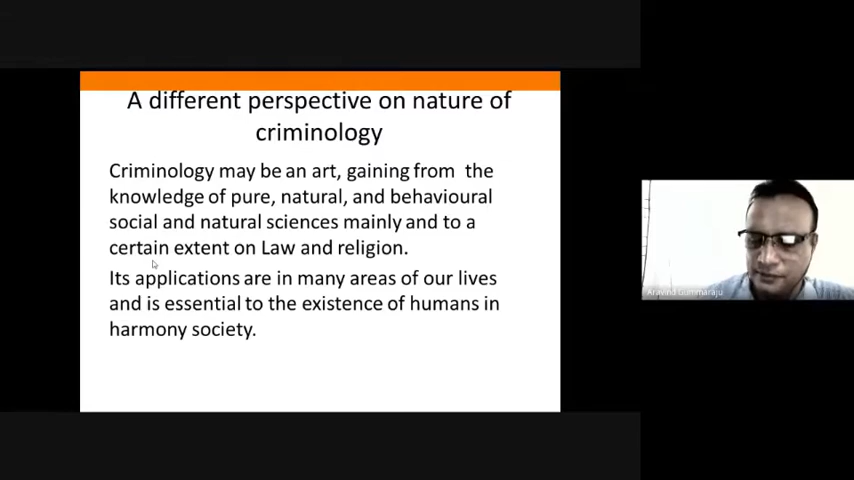 A different perspective on nature of
criminology
Criminology may be an art, gaining from the
knowledge of pure, natural, and behavioural
social and natural sciences mainly and to a
certain extent on Law and religion.
Its applications are in many areas of our lives
and is essential to the existence of humans in
harmony society.
Aravind Gummaraju